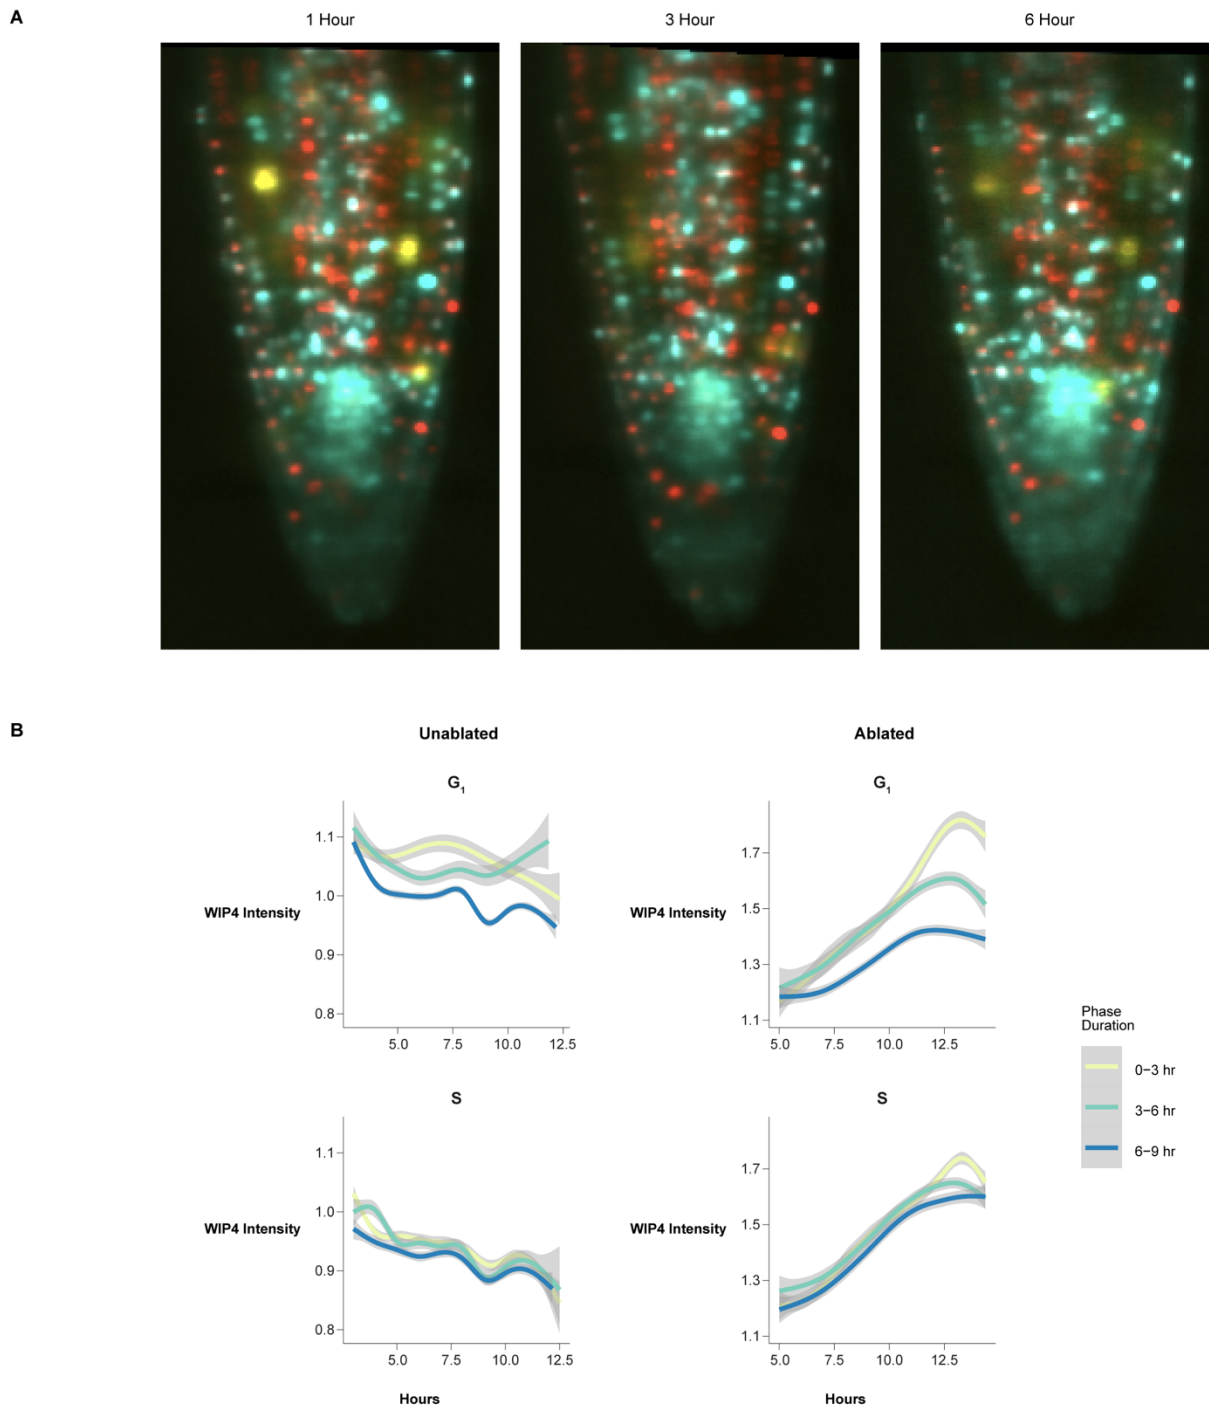 A
1 Hour 3 Hour 6 Hour
B
Unablated Ablated
G1 G1
1.1 1.7
1.0 1.5
WIP4 Intensity WIP4 Intensity
0.9 1.3
0.8 1.1
5.0 7.5 10.0 12.5 5.0 7.5 10.0 12.5
Phase
Duration
0−3 hr
3−6 hr
6−9 hr
S S
1.1 1.7
1.0 1.5
WIP4 Intensity WIP4 Intensity
0.9 1.3
0.8 1.1
5.0 7.5 10.0 12.5 5.0 7.5 10.0 12.5
Hours Hours